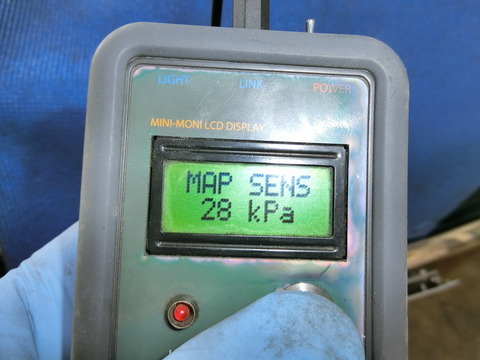 LIGHT LINK POWER
MINI-MONI LCD DISPLAY
MAP SENS
28 kPa